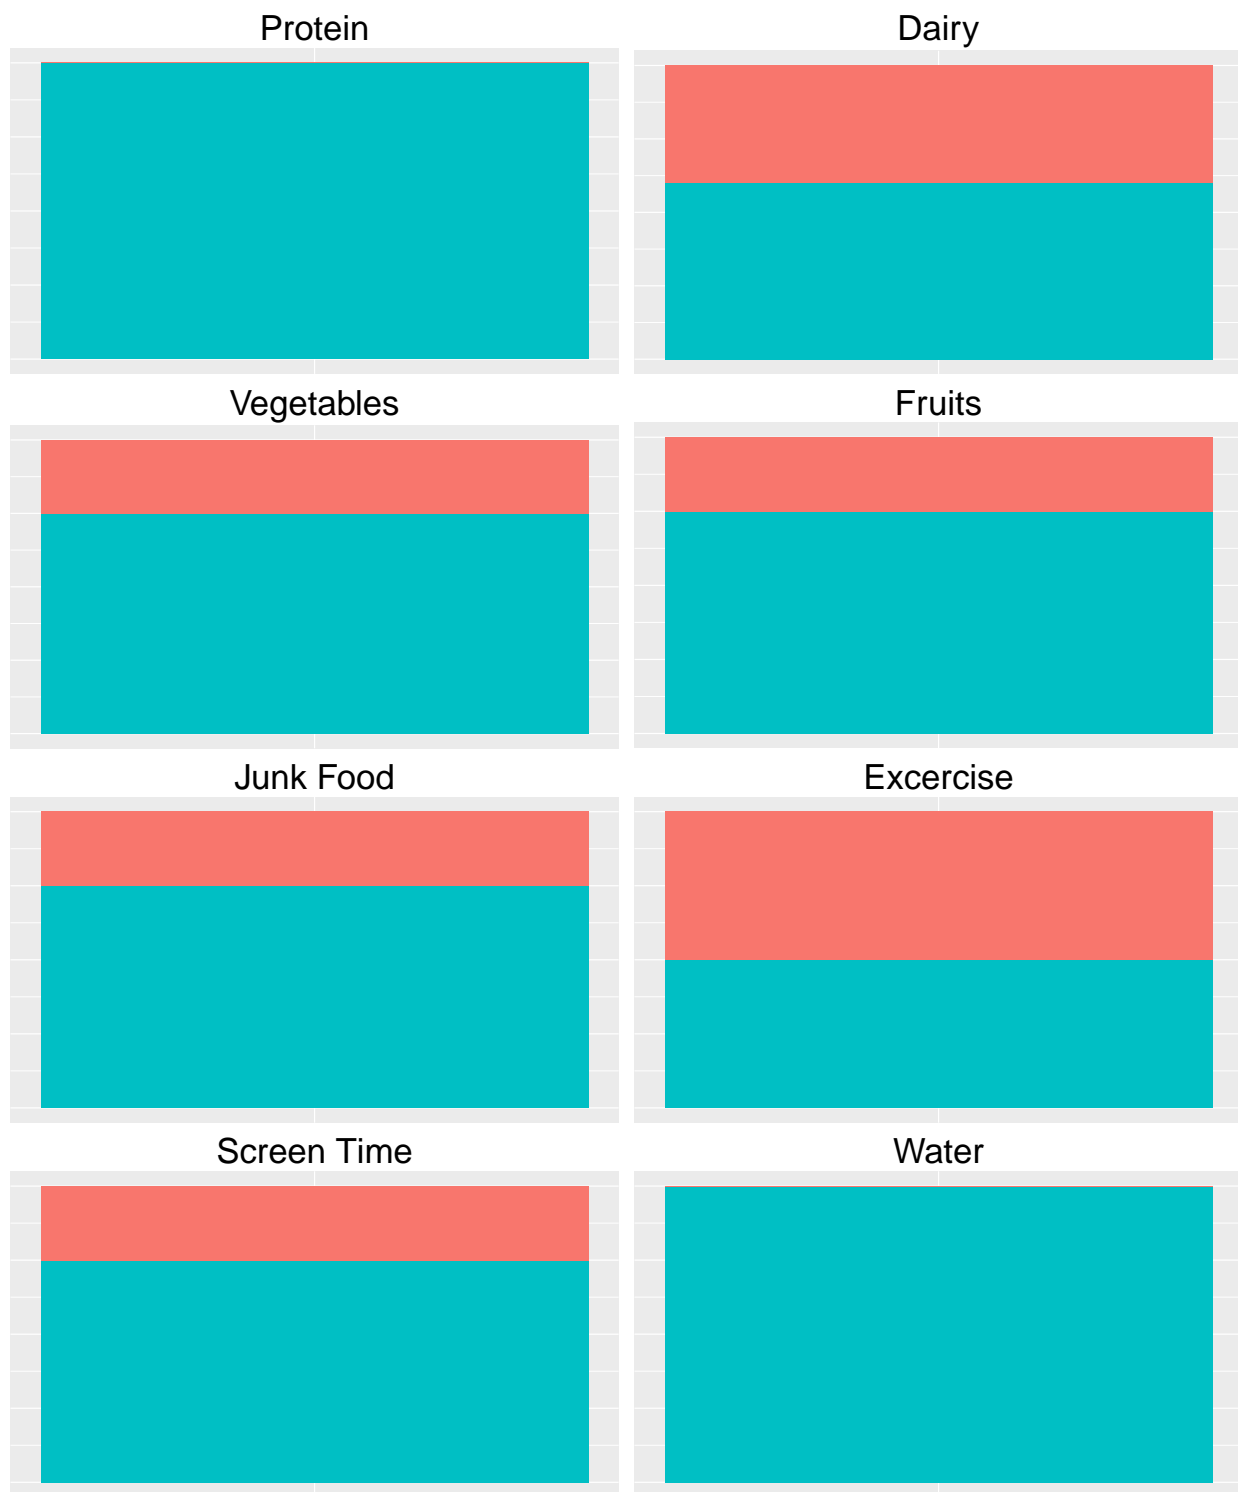 Protein
Dairy
Vegetables
Fruits
Junk Food
Excercise
Screen Time
Water